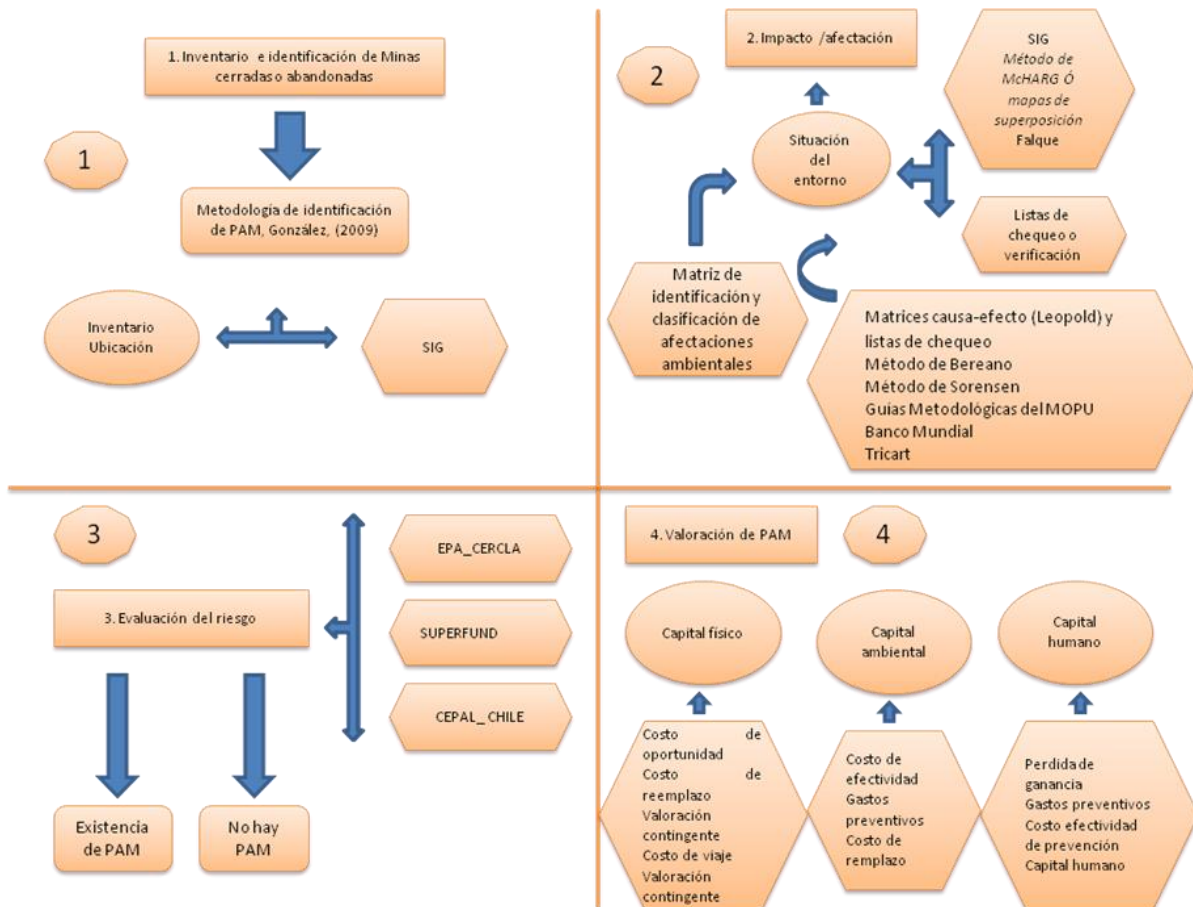 1. Inventario e identificación de Minas
cerradas o abandonadas
1
Metodología de identificación
de PAM, González, (2009)
Inventario
Ubicación
SIG
2
2. Impacto /afectación
SIG
Método de
McHARG Ó
mapas de
superposición
Falque
Situación
del
entorno
Listas de
chequeo o
verificación
Matriz de
identificación y
clasificación de
afectaciones
ambientales
Matrices causa-efecto (Leopold) y
listas de chequeo
Método de Bereano
Método de Sorensen
Guías Metodológicas del MOPU
Banco Mundial
Tricart
3
3. Evaluación del riesgo
EPA_CERCLA
SUPERFUND
CEPAL_CHILE
Existencia
de PAM
No hay
PAM
4. Valoración de PAM
4
Capital físico
Capital
ambiental
Capital
humano
Costo de
oportunidad
Costo de
reemplazo
Valoración
contingente
Costo de viaje
Valoración
contingente
Costo de
efectividad
Gastos
preventivos
Costo de
remplazo
Perdida de
ganancia
Gastos preventivos
Costo efectividad
de prevención
Capital humano